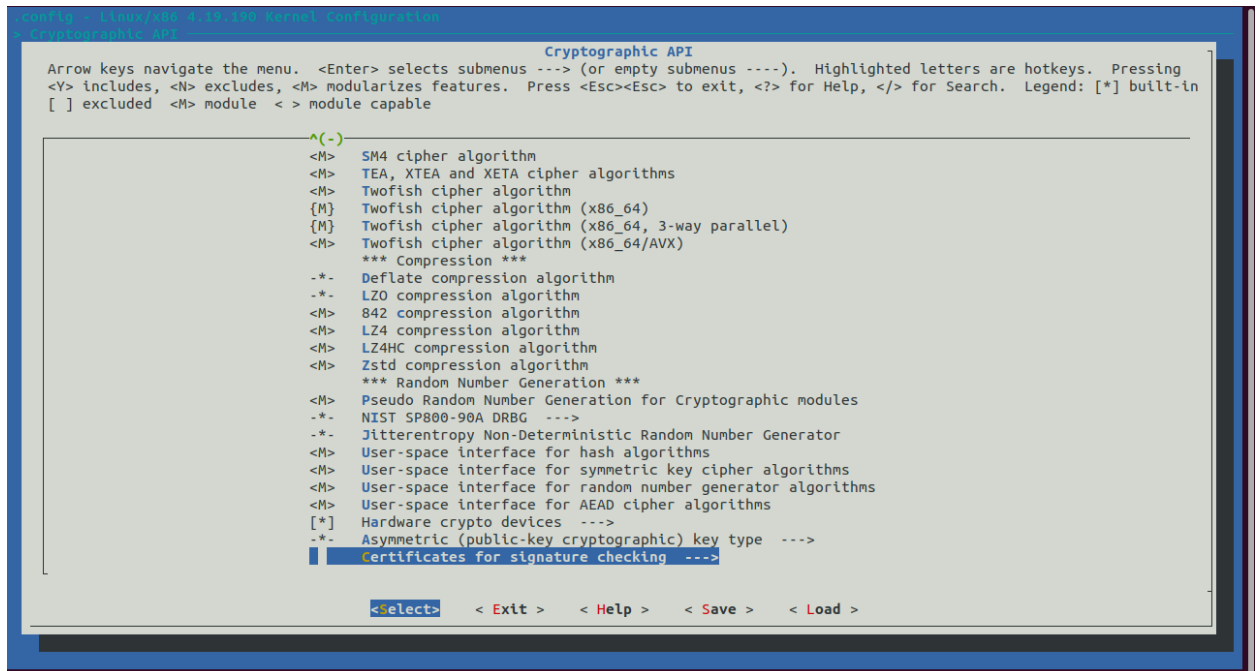 .config - Linux/x86 4.19.190 Kernel Configuration
> Cryptographic API
Cryptographic API
Arrow keys navigate the menu.  <Enter> selects submenus ---> (or empty submenus ----).  Highlighted letters are hotkeys.  Pressing
<Y> includes, <N> excludes, <M> modularizes features.  Press <Esc><Esc> to exit, <?> for Help, </> for Search.  Legend: [*] built-in
[ ] excluded  <M> module  < > module capable
^(-)
<M>   SM4 cipher algorithm
<M>   TEA, XTEA and XETA cipher algorithms
<M>   Twofish cipher algorithm
{M}   Twofish cipher algorithm (x86_64)
{M}   Twofish cipher algorithm (x86_64, 3-way parallel)
<M>   Twofish cipher algorithm (x86_64/AVX)
*** Compression ***
-*-   Deflate compression algorithm
-*-   LZO compression algorithm
<M>   842 compression algorithm
<M>   LZ4 compression algorithm
<M>   LZ4HC compression algorithm
<M>   Zstd compression algorithm
*** Random Number Generation ***
<M>   Pseudo Random Number Generation for Cryptographic modules
-*-   NIST SP800-90A DRBG  --->
-*-   Jitterentropy Non-Deterministic Random Number Generator
<M>   User-space interface for hash algorithms
<M>   User-space interface for symmetric key cipher algorithms
<M>   User-space interface for random number generator algorithms
<M>   User-space interface for AEAD cipher algorithms
[*]   Hardware crypto devices  --->
-*-   Asymmetric (public-key cryptographic) key type  --->
Certificates for signature checking  --->
<Select>    < Exit >    < Help >    < Save >    < Load >